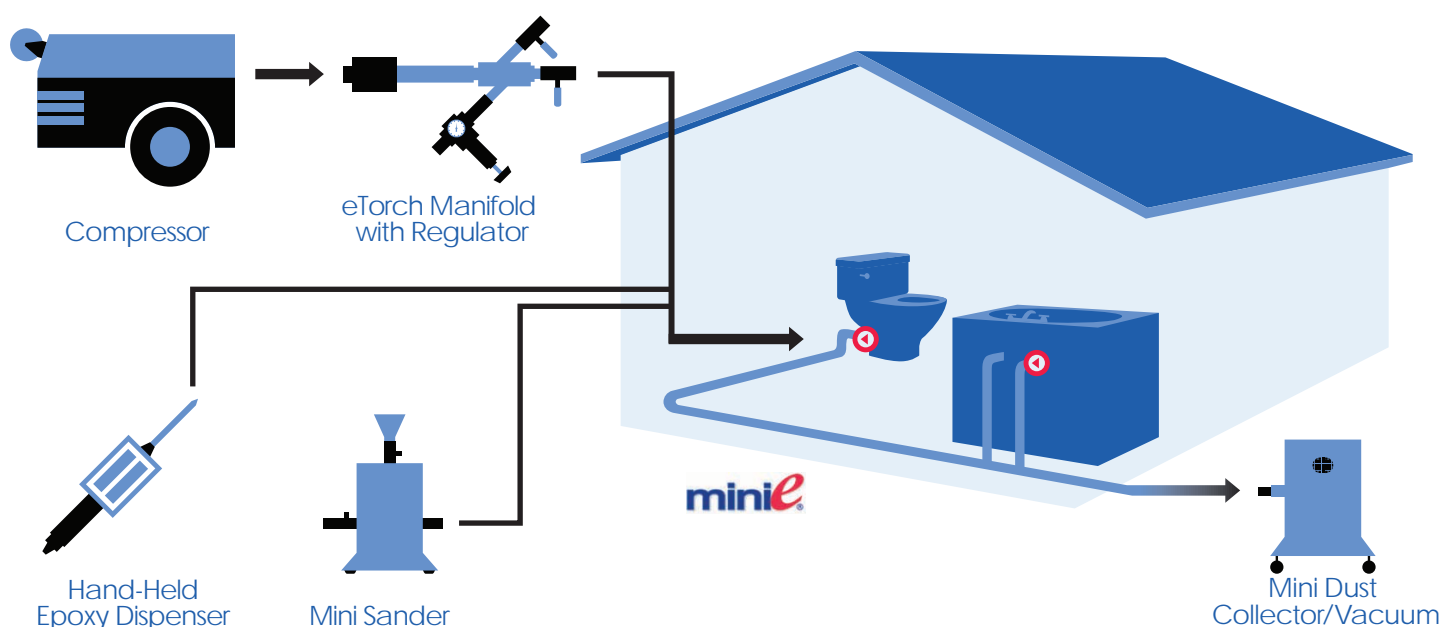 Compressor
eTorch Manifold
with Regulator
minie®
Hand-Held
Epoxy Dispenser
Mini Sander
Mini Dust
Collector/Vacuum